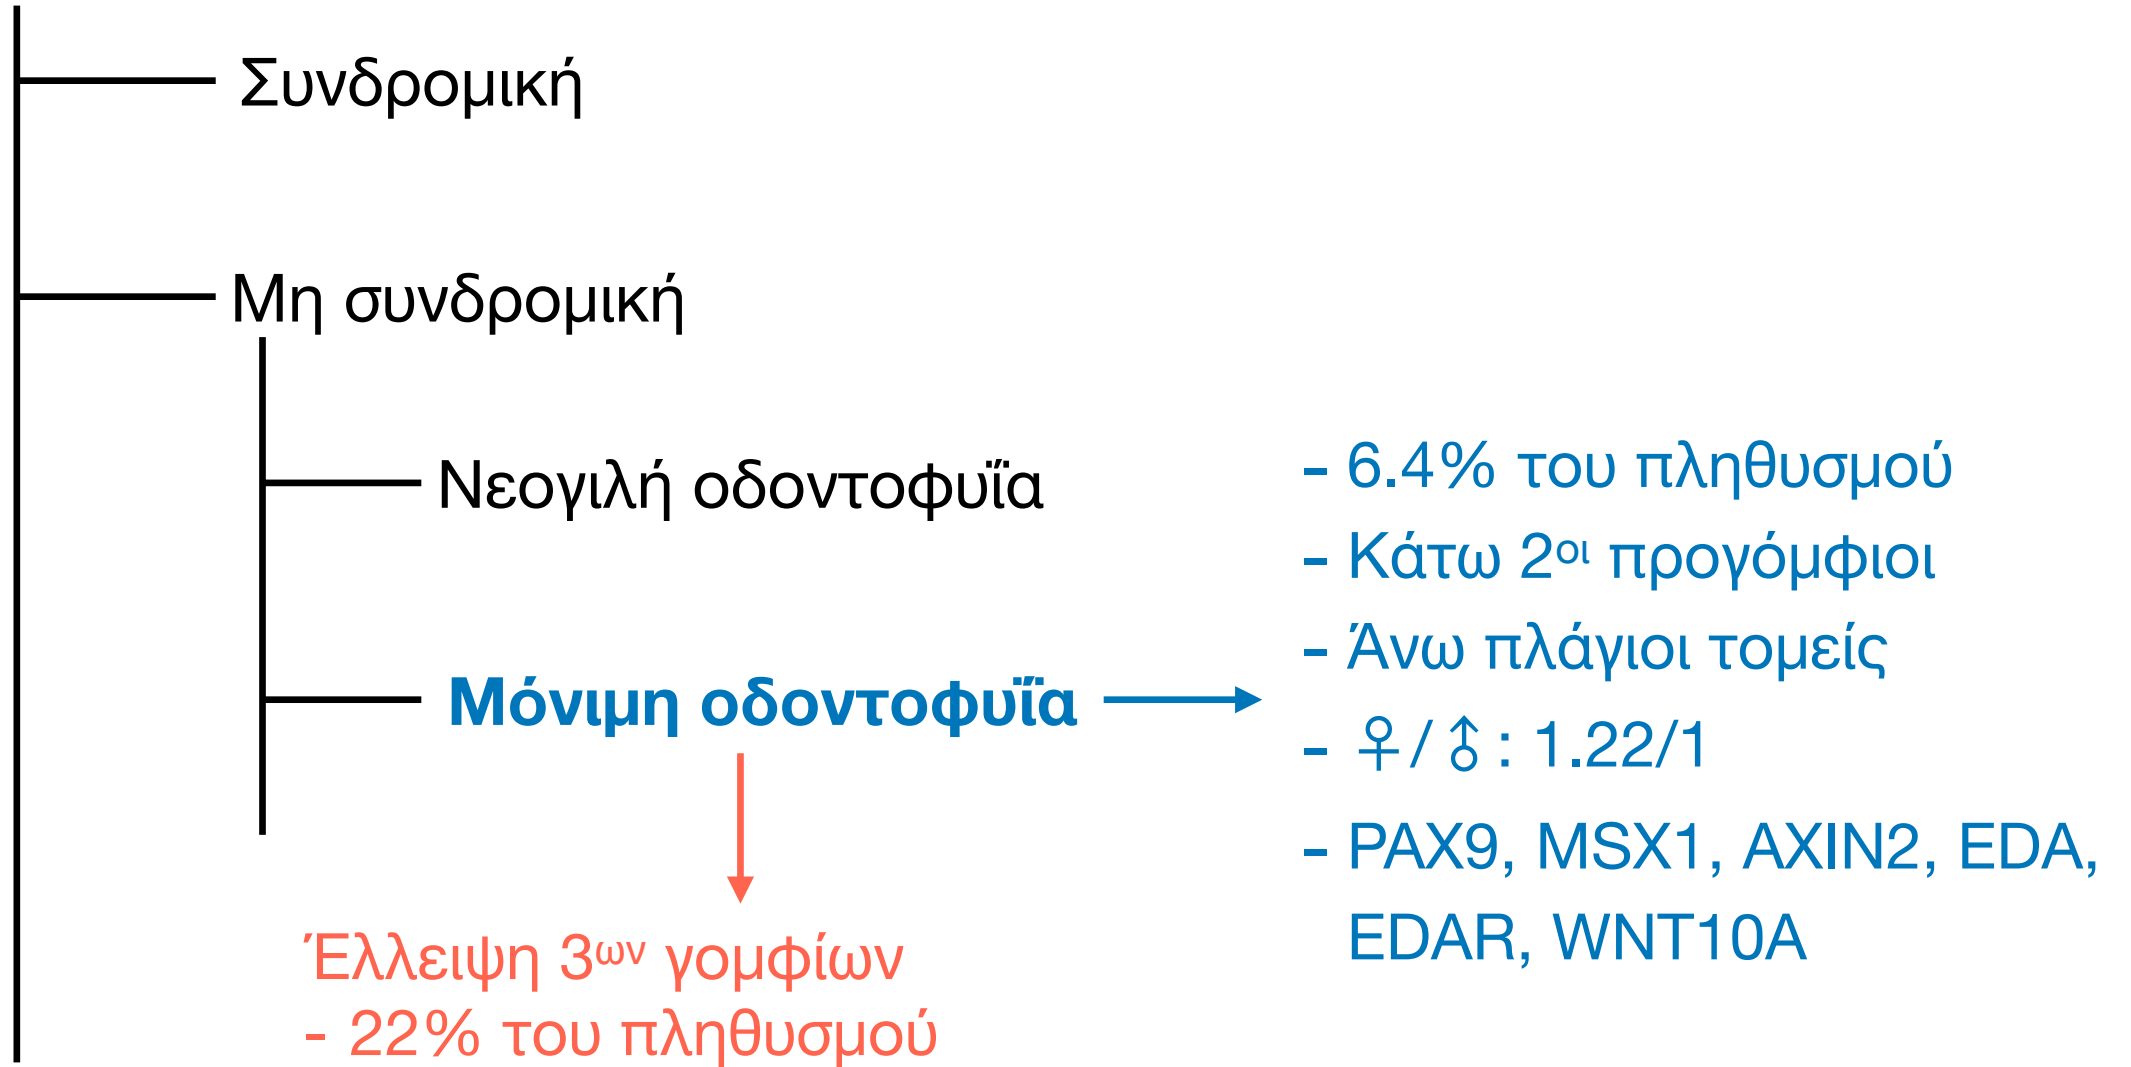 Συνδρομική
Μη συνδρομική
Νεογιλή οδοντοφυΐα
Μόνιμη οδοντοφυΐα
Έλλειψη 3ων γομφίων
- 22% του πληθυσμού
- 6.4% του πληθυσμού
- Κάτω 2οι προγόμφιοι
- Άνω πλάγιοι τομείς
- ♀/♂: 1.22/1
- PAX9, MSX1, AXIN2, EDA,
EDAR, WNT10A